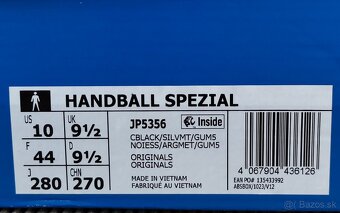 HANDBALL SPEZIAL
US UK
10 9½
F D
44 9½
J CHN
280 270
JP5356
Inside
CBLACK/SILVMT/GUM5
NOIESS/ARGMET/GUM5
ORIGINALS
ORIGINALS
MADE IN VIETNAM
FABRIQUÉ AU VIETNAM
4 067904 436126
EAN PO# 135433992
ABSBOX/1023/V12
Bazos.sk